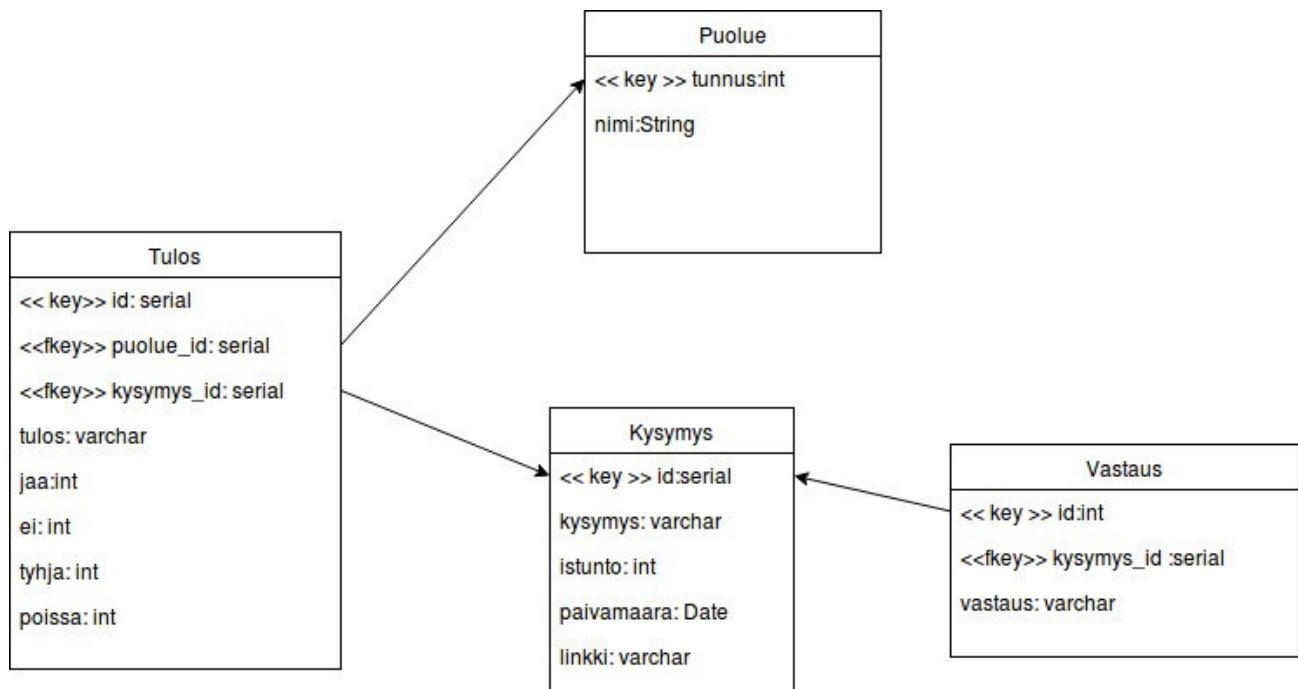 Puolue
<< key >> tunnus:int
nimi:String
Tulos
<< key>> id: serial
<<fkey>> puolue_id: serial
<<fkey>> kysymys_id: serial
tulos: varchar
jaa:int
ei: int
tyhja: int
poissa: int
Kysymys
<< key >> id:serial
kysymys: varchar
istunto: int
paivamaara: Date
linkki: varchar
Vastaus
<< key >> id:int
<<fkey>> kysymys_id :serial
vastaus: varchar